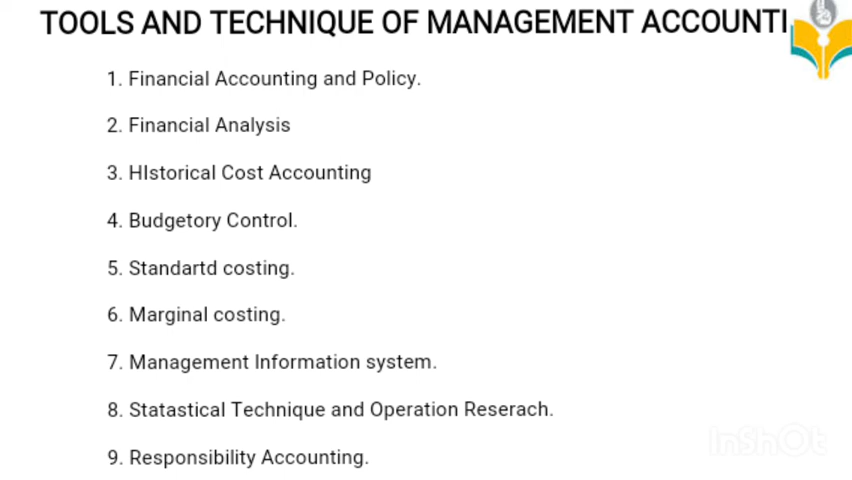 TOOLS AND TECHNIQUE OF MANAGEMENT ACCOUNTI
1. Financial Accounting and Policy.
2. Financial Analysis
3. HIstorical Cost Accounting
4. Budgetory Control.
5. Standartd costing.
6. Marginal costing.
7. Management Information system.
8. Statastical Technique and Operation Reserach.
9. Responsibility Accounting.
InShOt